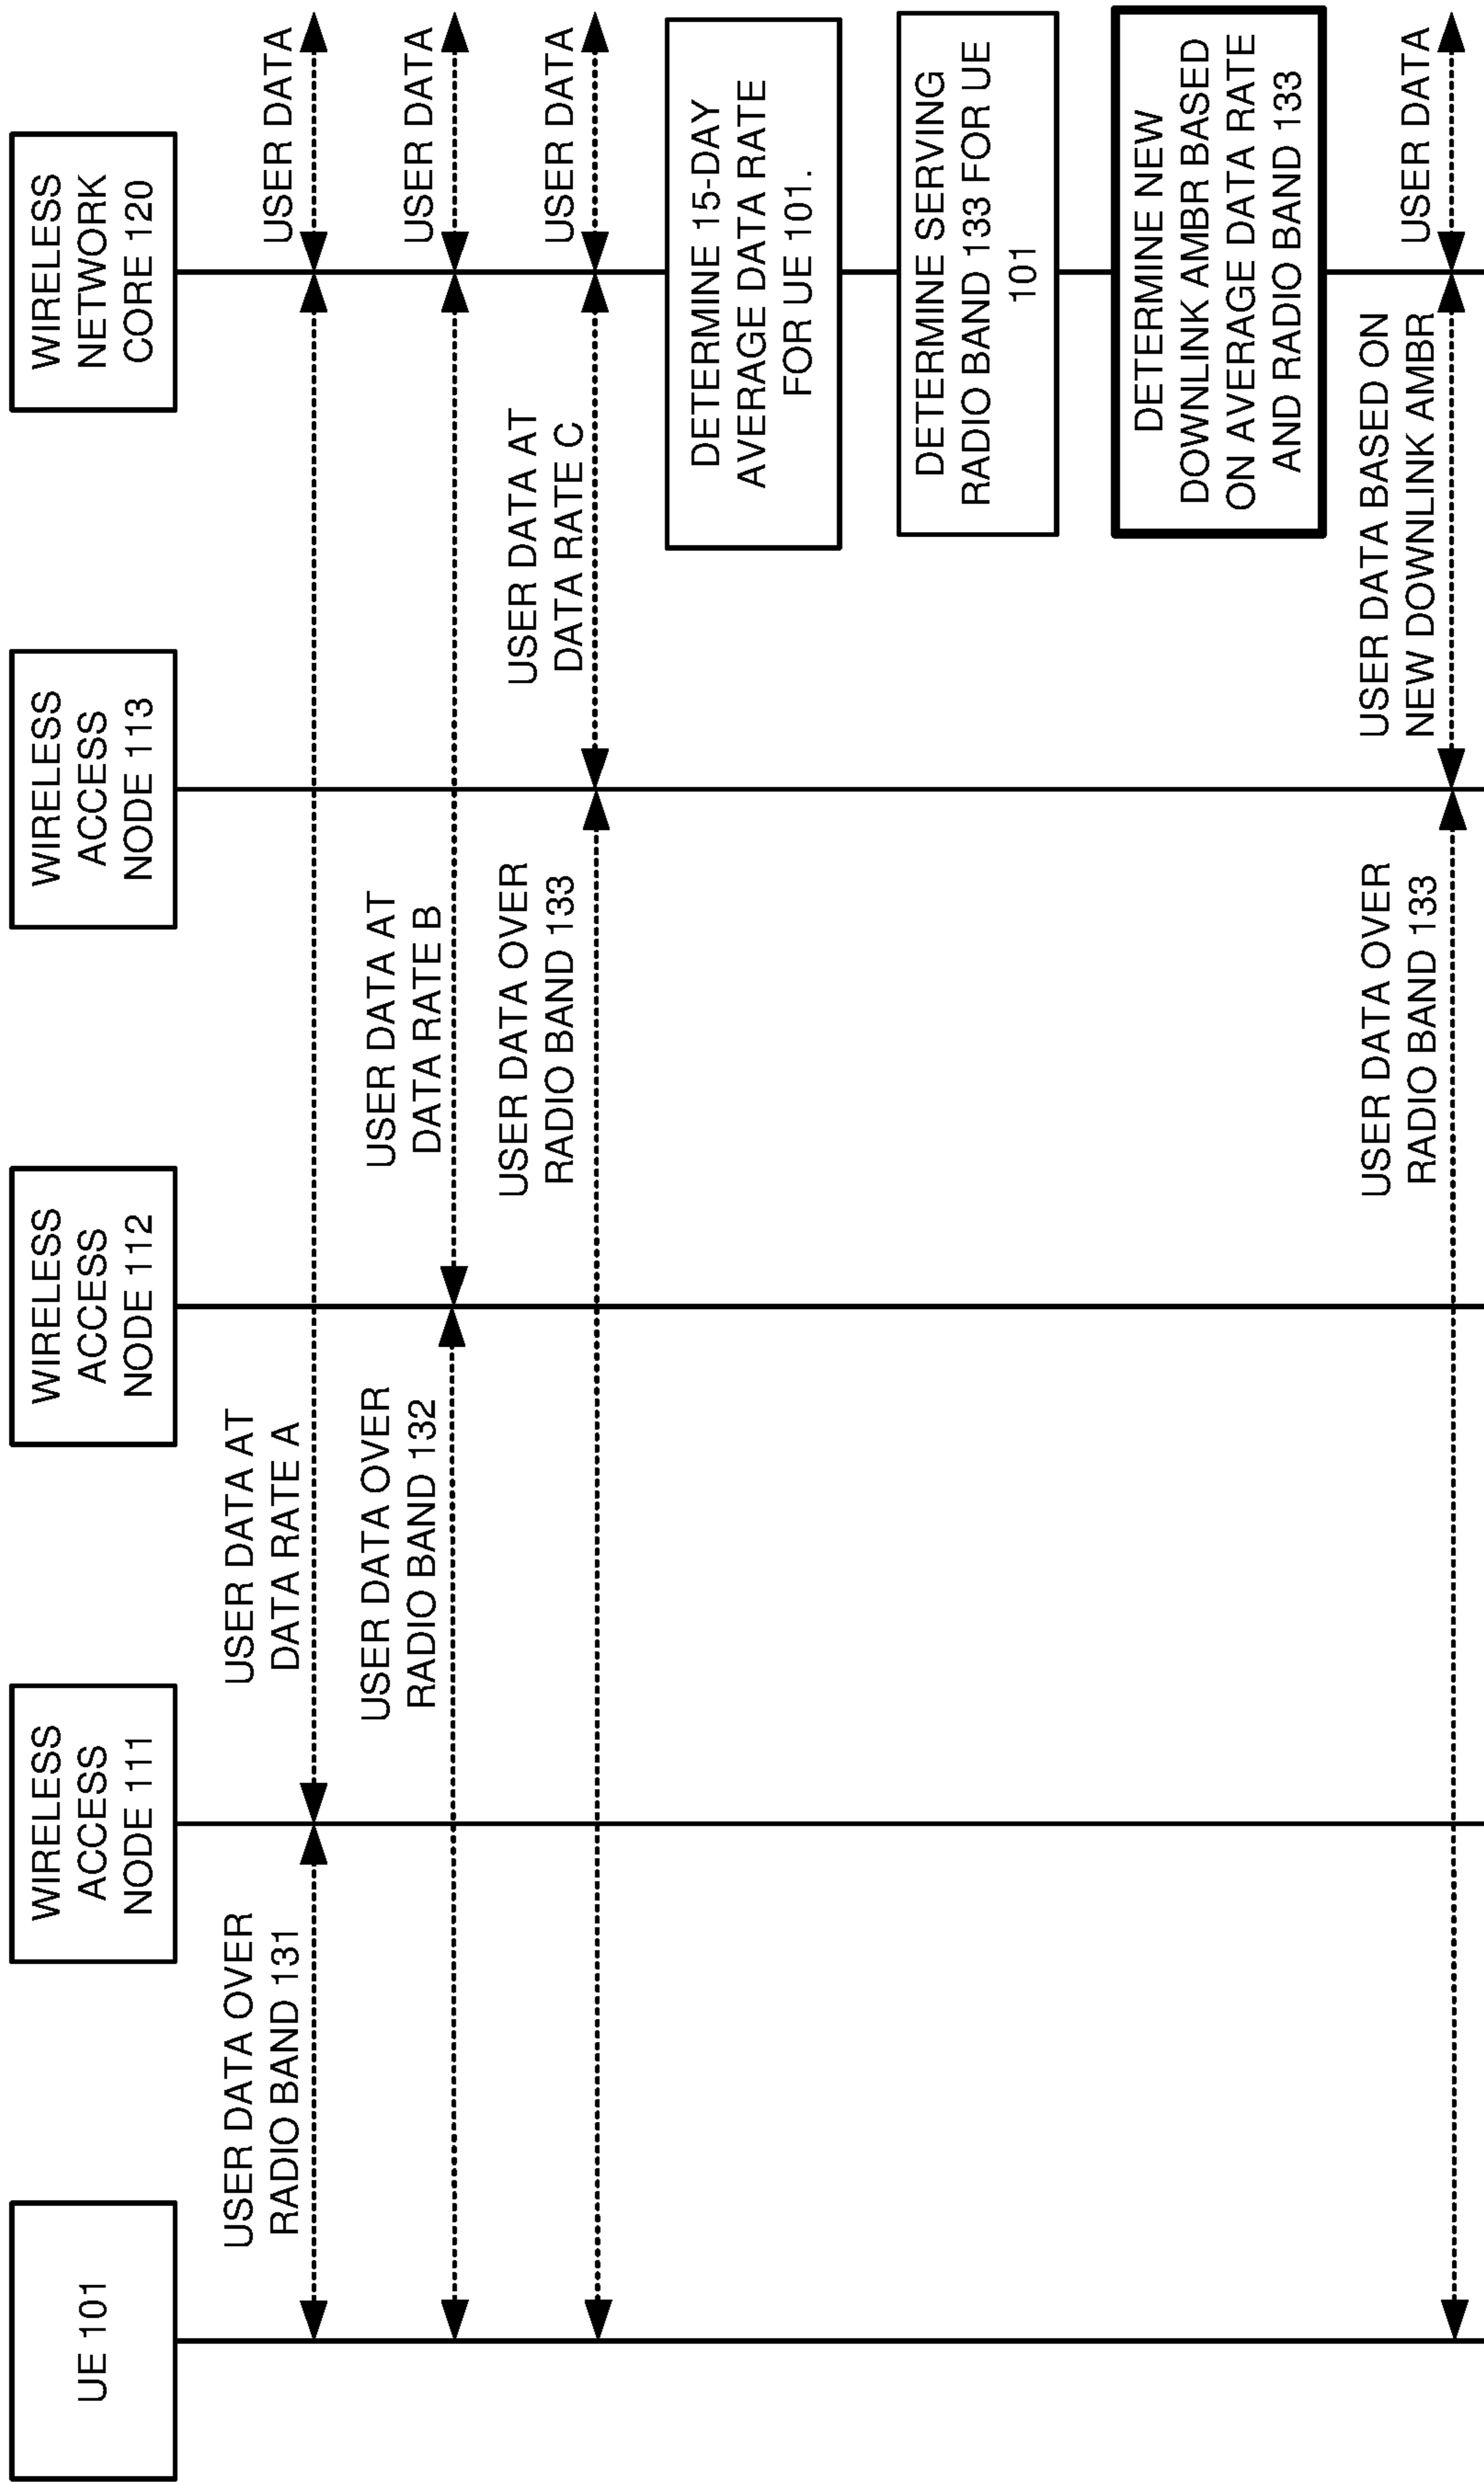 UE 101
WIRELESS
ACCESS
NODE 111
WIRELESS
ACCESS
NODE 112
WIRELESS
ACCESS
NODE 113
WIRELESS
NETWORK
CORE 120
USER DATA OVER
RADIO BAND 131
USER DATA AT
DATA RATE A
USER DATA
USER DATA OVER
RADIO BAND 132
USER DATA AT
DATA RATE B
USER DATA
USER DATA OVER
RADIO BAND 133
USER DATA AT
DATA RATE C
USER DATA
DETERMINE 15-DAY
AVERAGE DATA RATE
FOR UE 101.
DETERMINE SERVING
RADIO BAND 133 FOR UE
101
DETERMINE NEW
DOWNLINK AMBR BASED
ON AVERAGE DATA RATE
AND RADIO BAND 133
USER DATA OVER
RADIO BAND 133
USER DATA BASED ON
NEW DOWNLINK AMBR
USER DATA